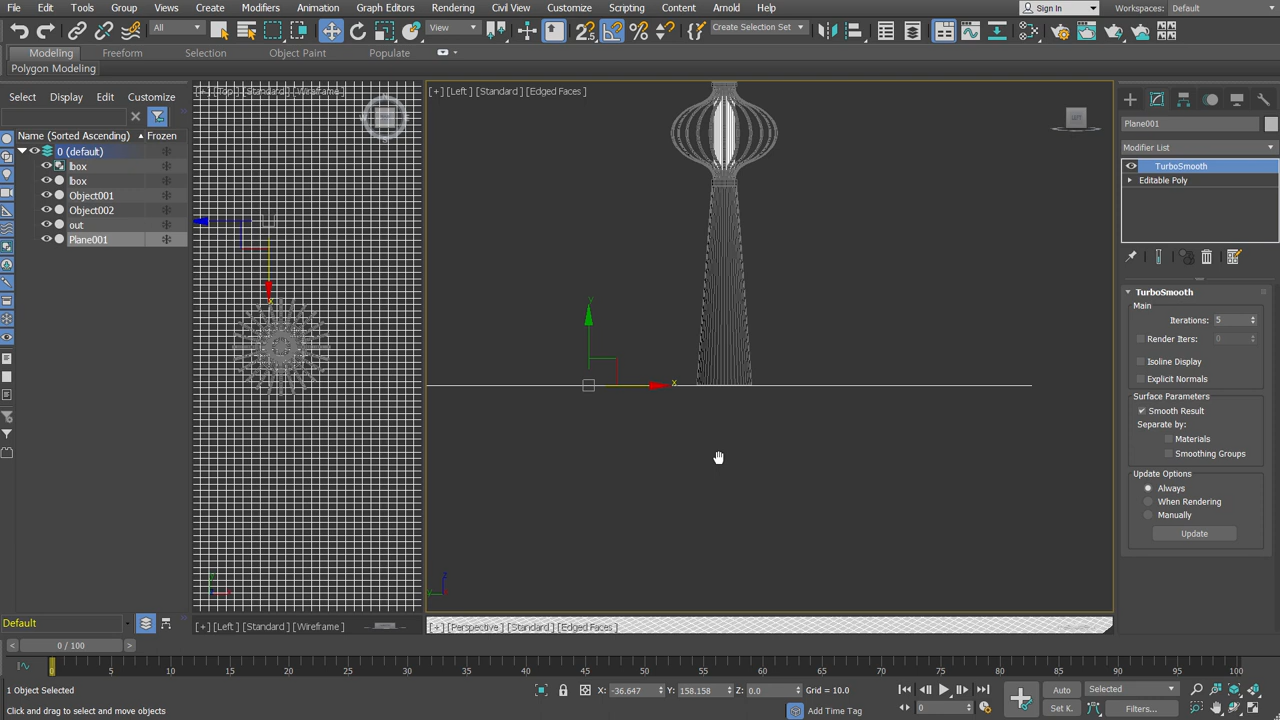 File Edit Tools Group Views Create Modifiers Animation Graph Editors Rendering Civil View Customize Scripting Content Arnold Help Sign In Workspaces: Default
All View Create Selection Set
Modeling Freeform Selection Object Paint Populate
Polygon Modeling
Select Display Edit Customize
Name (Sorted Ascending) Frozen
0 (default)
lbox
lbox
Object001
Object002
out
Plane001
[+] [Top] [Standard] [Wireframe]
[+] [Left] [Standard] [Edged Faces]
Plane001
Modifier List
TurboSmooth
Editable Poly
TurboSmooth
Main
Iterations: 5
Render Iters: 0
Isoline Display
Explicit Normals
Surface Parameters
Smooth Result
Separate by:
Materials
Smoothing Groups
Update Options
Always
When Rendering
Manually
Update
x
y
x
y
z
y
Default
[+] [Left] [Standard] [Wireframe]
[+] [Perspective] [Standard] [Edged Faces]
< 0 / 100 >
0 5 10 15 20 25 30 35 40 45 50 55 60 65 70 75 80 85 90 95 100
1 Object Selected X: -36.647 Y: 158.158 Z: 0.0 Grid = 10.0 Auto Selected
Click and drag to select and move objects Add Time Tag 0 Set K. Filters...